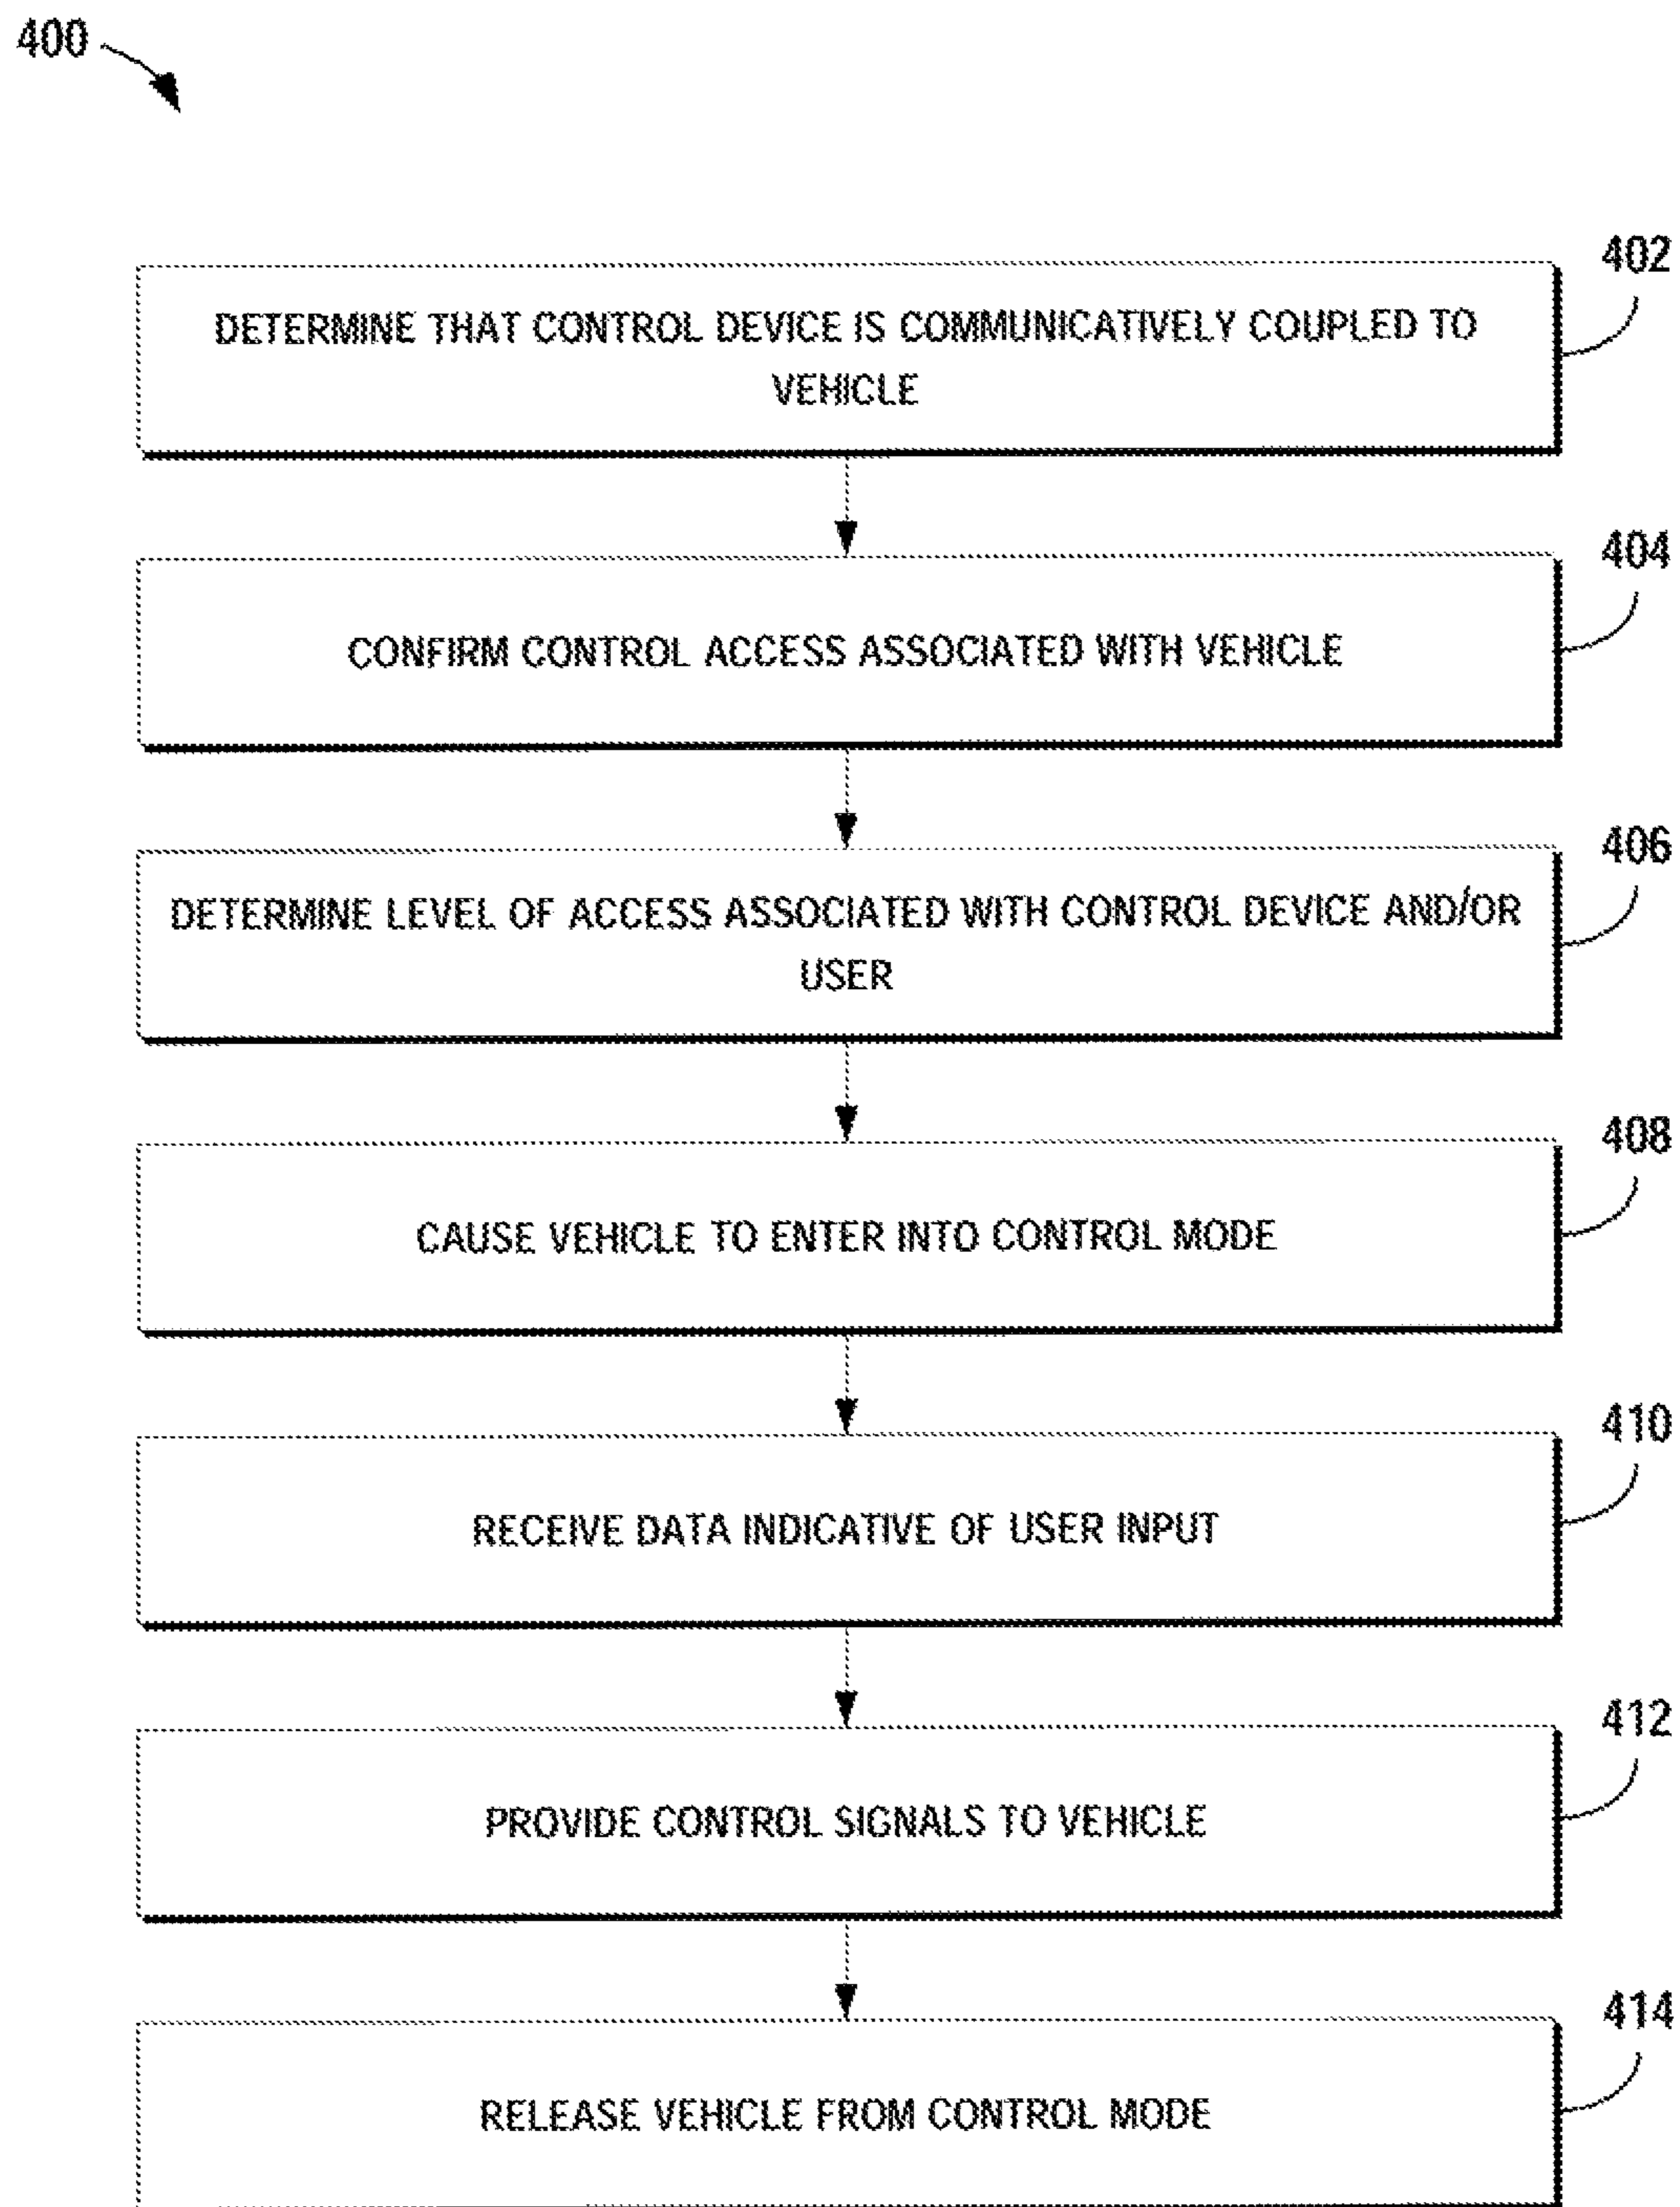 400
402
DETERMINE THAT CONTROL DEVICE IS COMMUNICATIVELY COUPLED TO
VEHICLE
404
CONFIRM CONTROL ACCESS ASSOCIATED WITH VEHICLE
406
DETERMINE LEVEL OF ACCESS ASSOCIATED WITH CONTROL DEVICE AND/OR
USER
408
CAUSE VEHICLE TO ENTER INTO CONTROL MODE
410
RECEIVE DATA INDICATIVE OF USER INPUT
412
PROVIDE CONTROL SIGNALS TO VEHICLE
414
RELEASE VEHICLE FROM CONTROL MODE